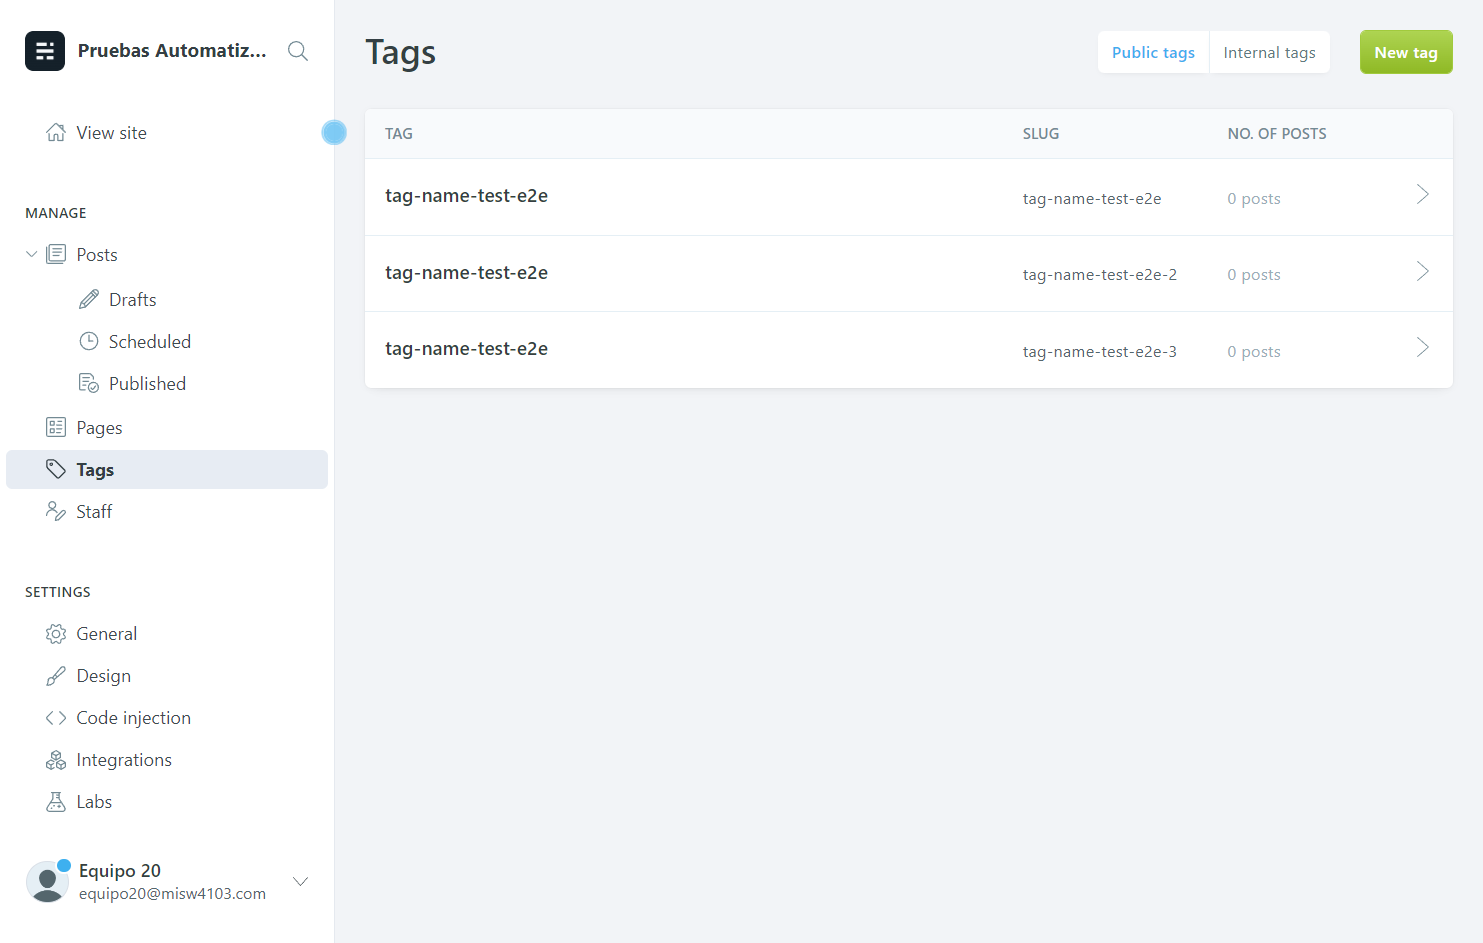 Pruebas Automatiz...
View site
MANAGE
Posts
Drafts
Scheduled
Published
Pages
Tags
Staff
SETTINGS
General
Design
Code injection
Integrations
Labs
Equipo 20
equipo20@misw4103.com
Tags
Public tags
Internal tags
New tag
TAG SLUG NO. OF POSTS
tag-name-test-e2e tag-name-test-e2e 0 posts
tag-name-test-e2e tag-name-test-e2e-2 0 posts
tag-name-test-e2e tag-name-test-e2e-3 0 posts